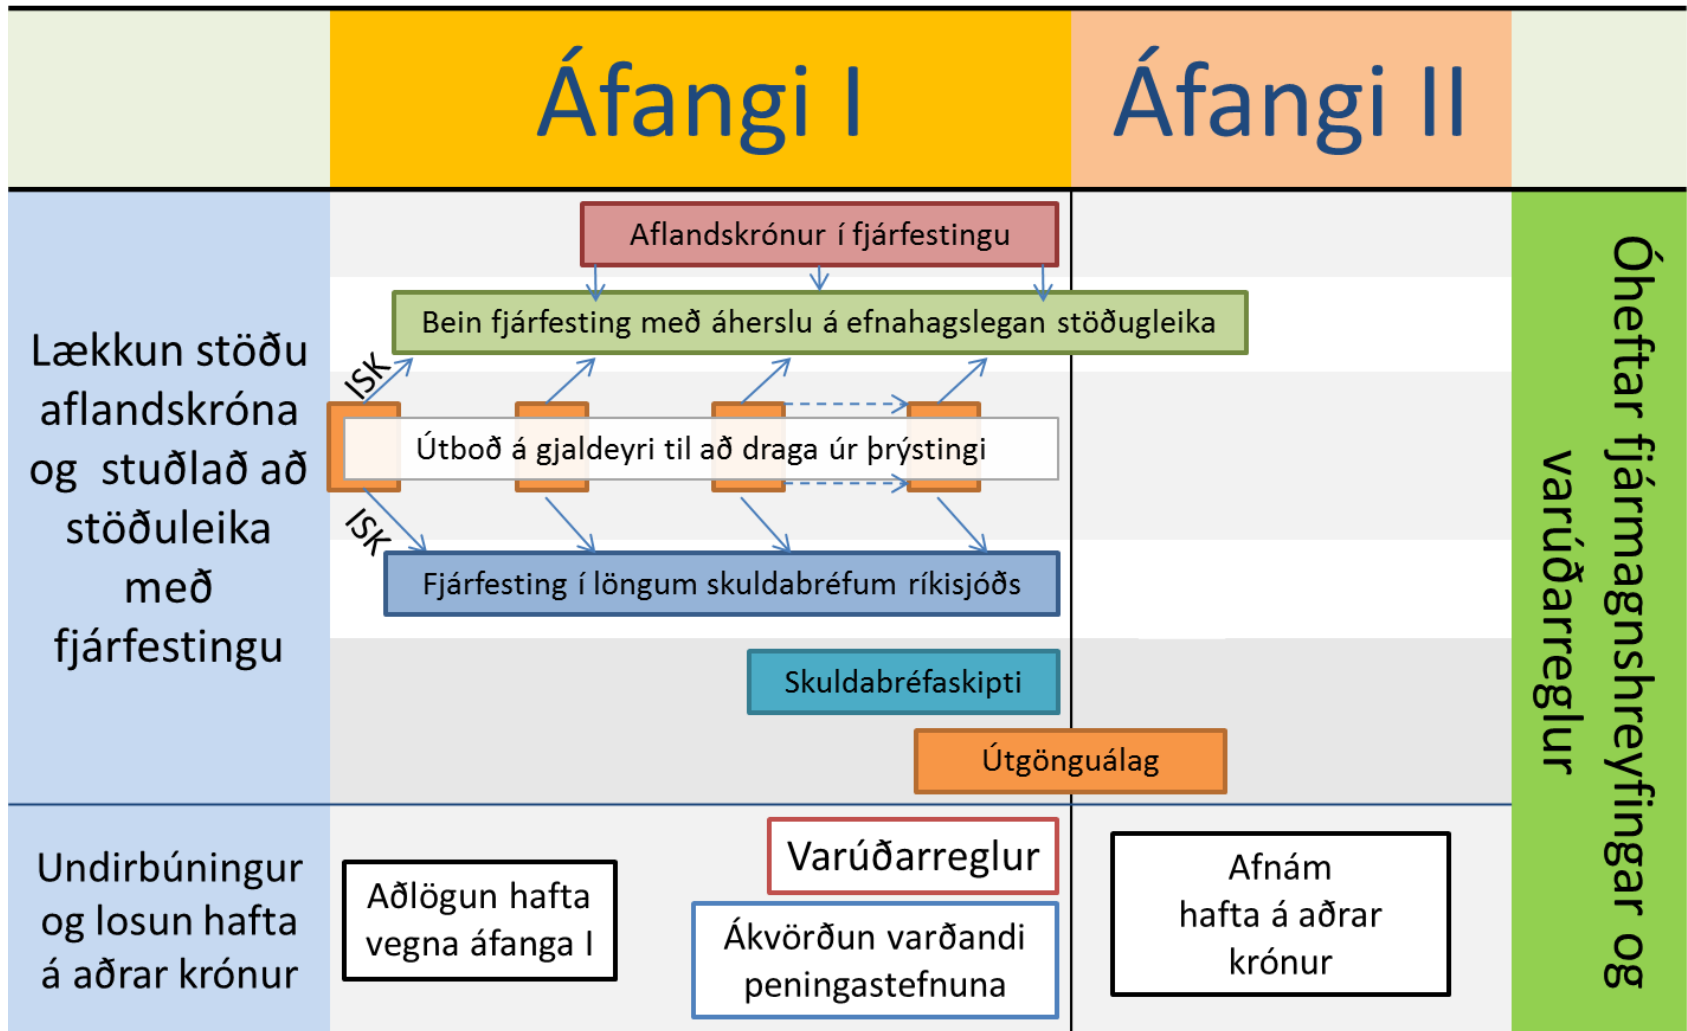 Áfangi I
Áfangi II
Lækkun stöðu
aflandskróna
og stuðlað að
stöðuleika
með
fjárfestingu
Aflandskrónur í fjárfestingu
Bein fjárfesting með áherslu á efnahagslegan stöðugleika
ISK
Útboð á gjaldeyri til að draga úr þrýstingi
ISK
Fjárfesting í löngum skuldabréfum ríkisjóðs
Skuldabréfaskipti
Útgönguálag
Undirbúningur
og losun hafta
á aðrar krónur
Aðlögun hafta
vegna áfanga I
Varúðarreglur
Ákvörðun varðandi
peningastefnuna
Afnám
hafta á aðrar
krónur
Óheftar fjármagnshreyfingar og
varúðarreglur